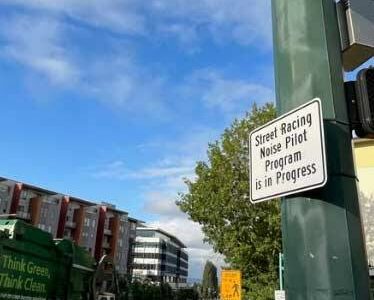 Street Racing
Noise Pilot
Program
is in Progress
Think Green,
Think Clean.